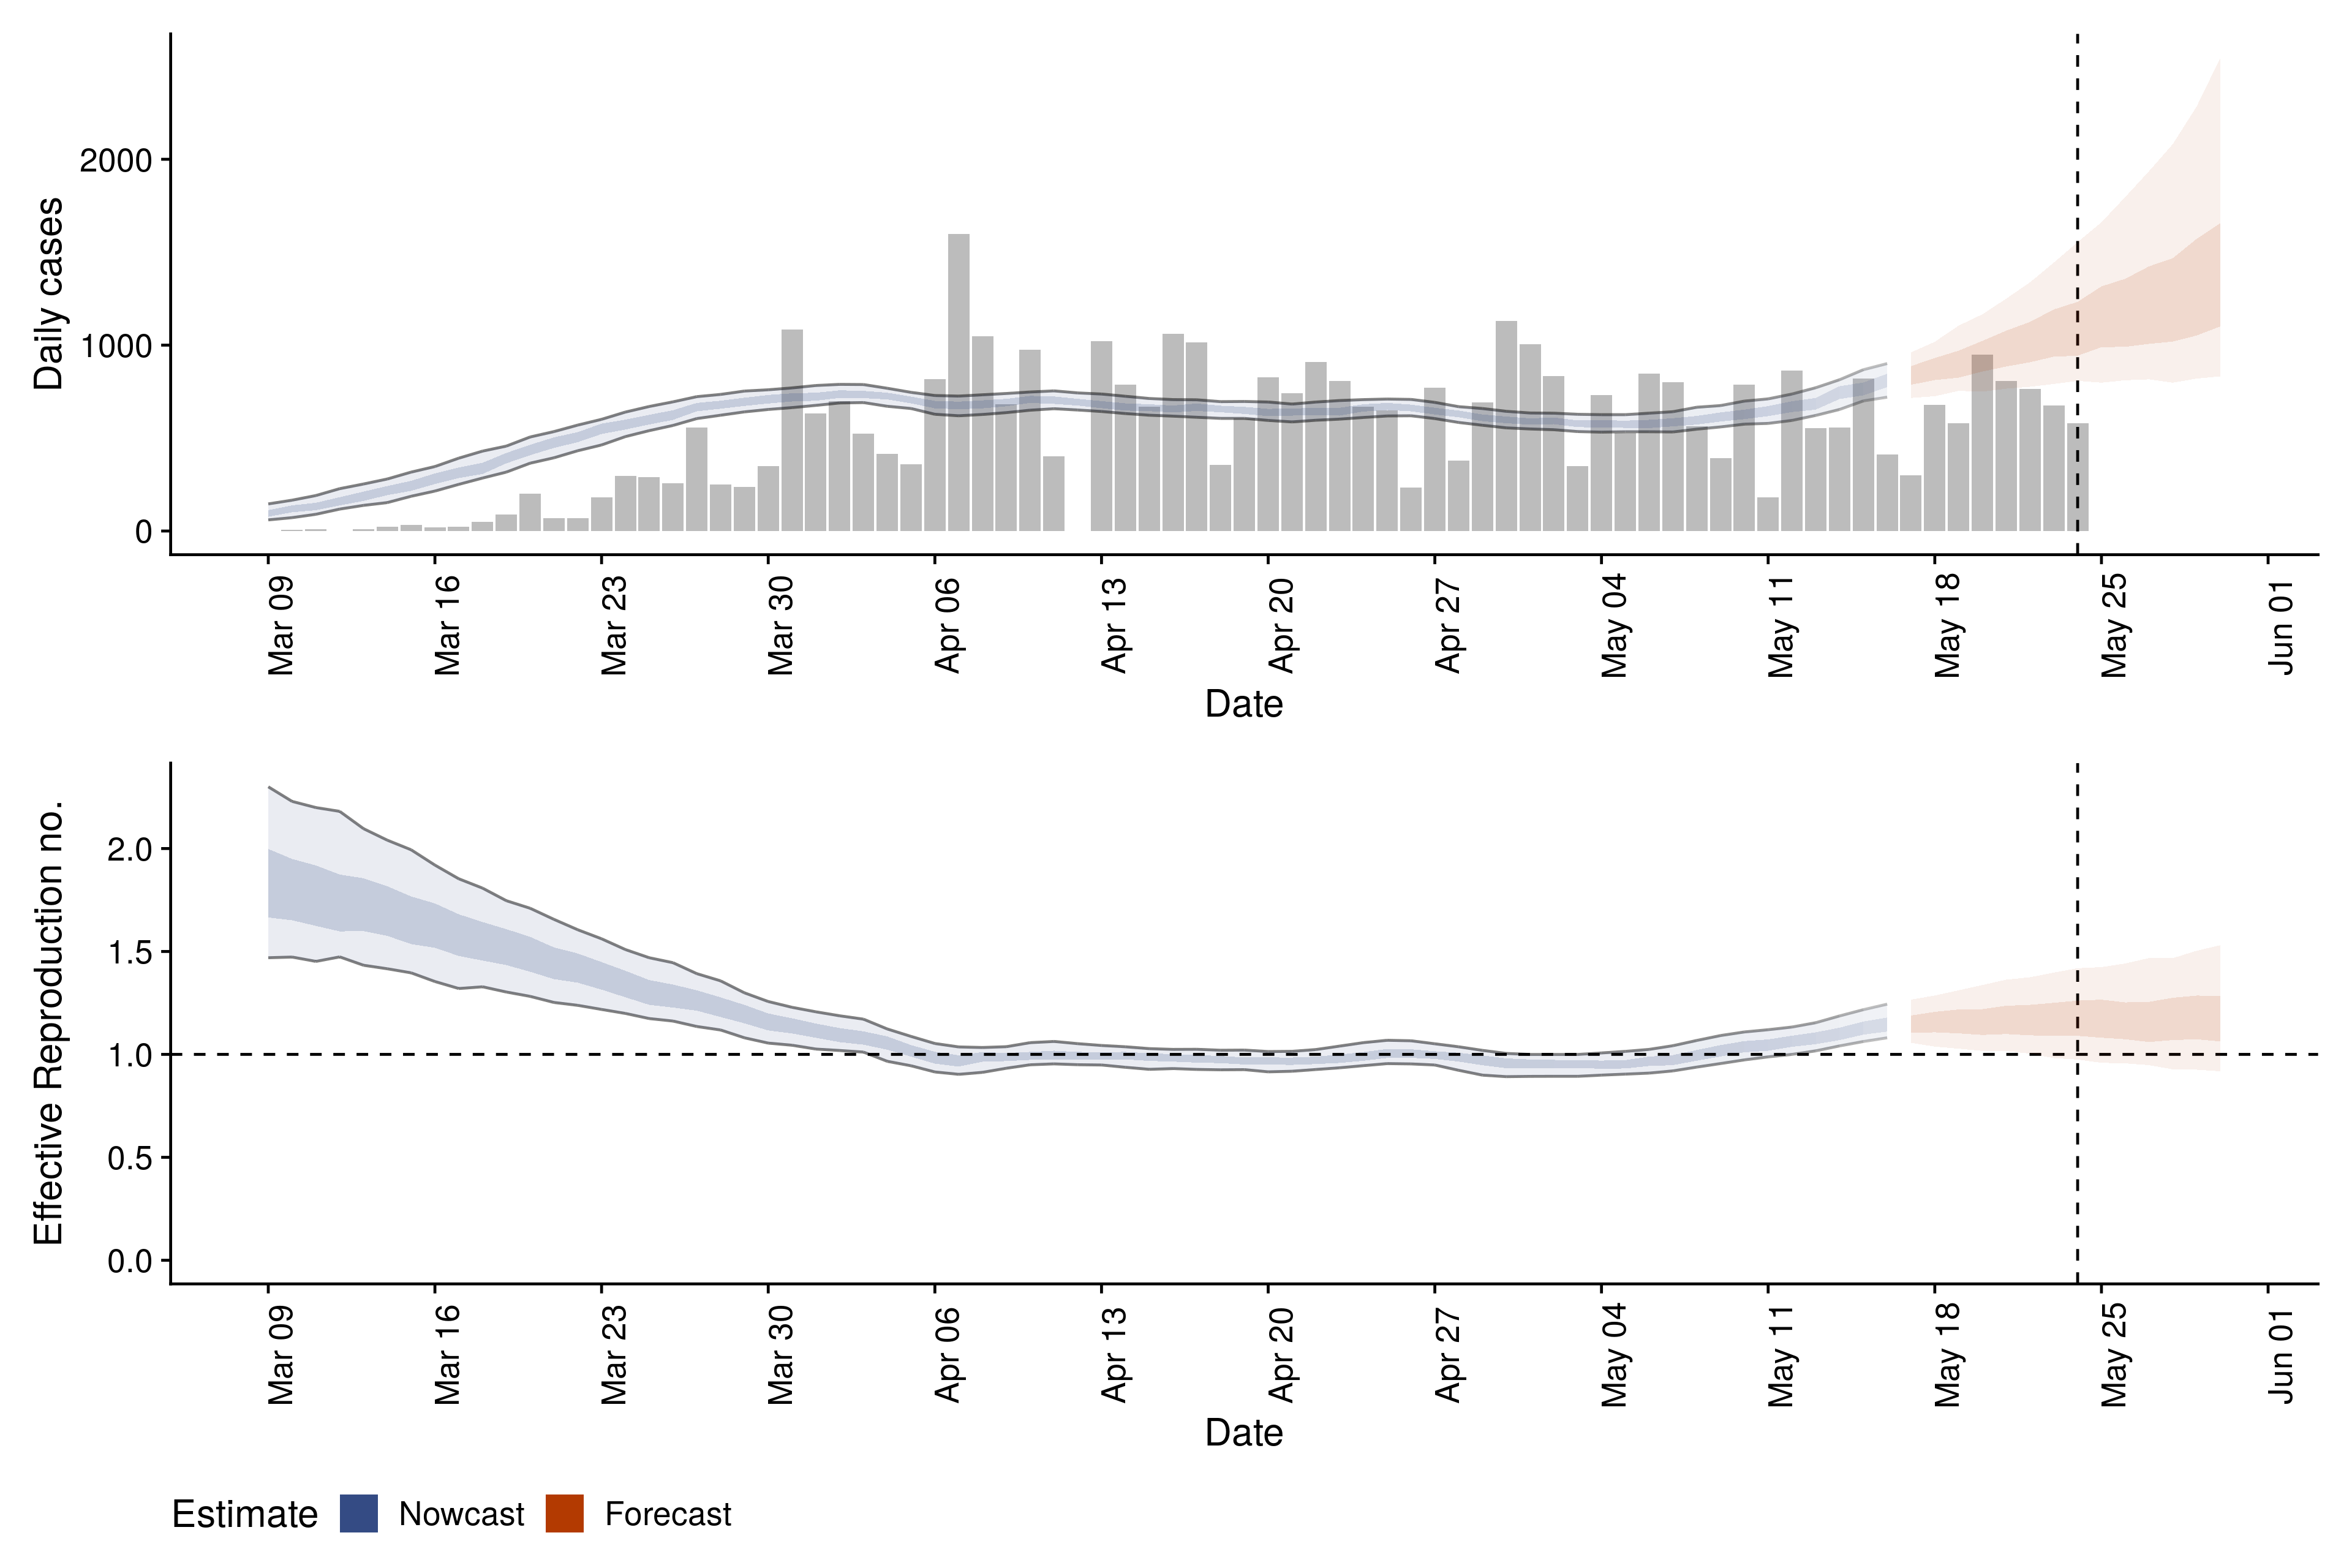 Daily cases
2000
1000
0
Mar 09
Mar 16
Mar 23
Mar 30
Apr 06
Apr 13
Apr 20
Apr 27
May 04
May 11
May 18
May 25
Jun 01
Date
Effective Reproduction no.
2.0
1.5
1.0
0.5
0.0
Mar 09
Mar 16
Mar 23
Mar 30
Apr 06
Apr 13
Apr 20
Apr 27
May 04
May 11
May 18
May 25
Jun 01
Date
Estimate Nowcast Forecast